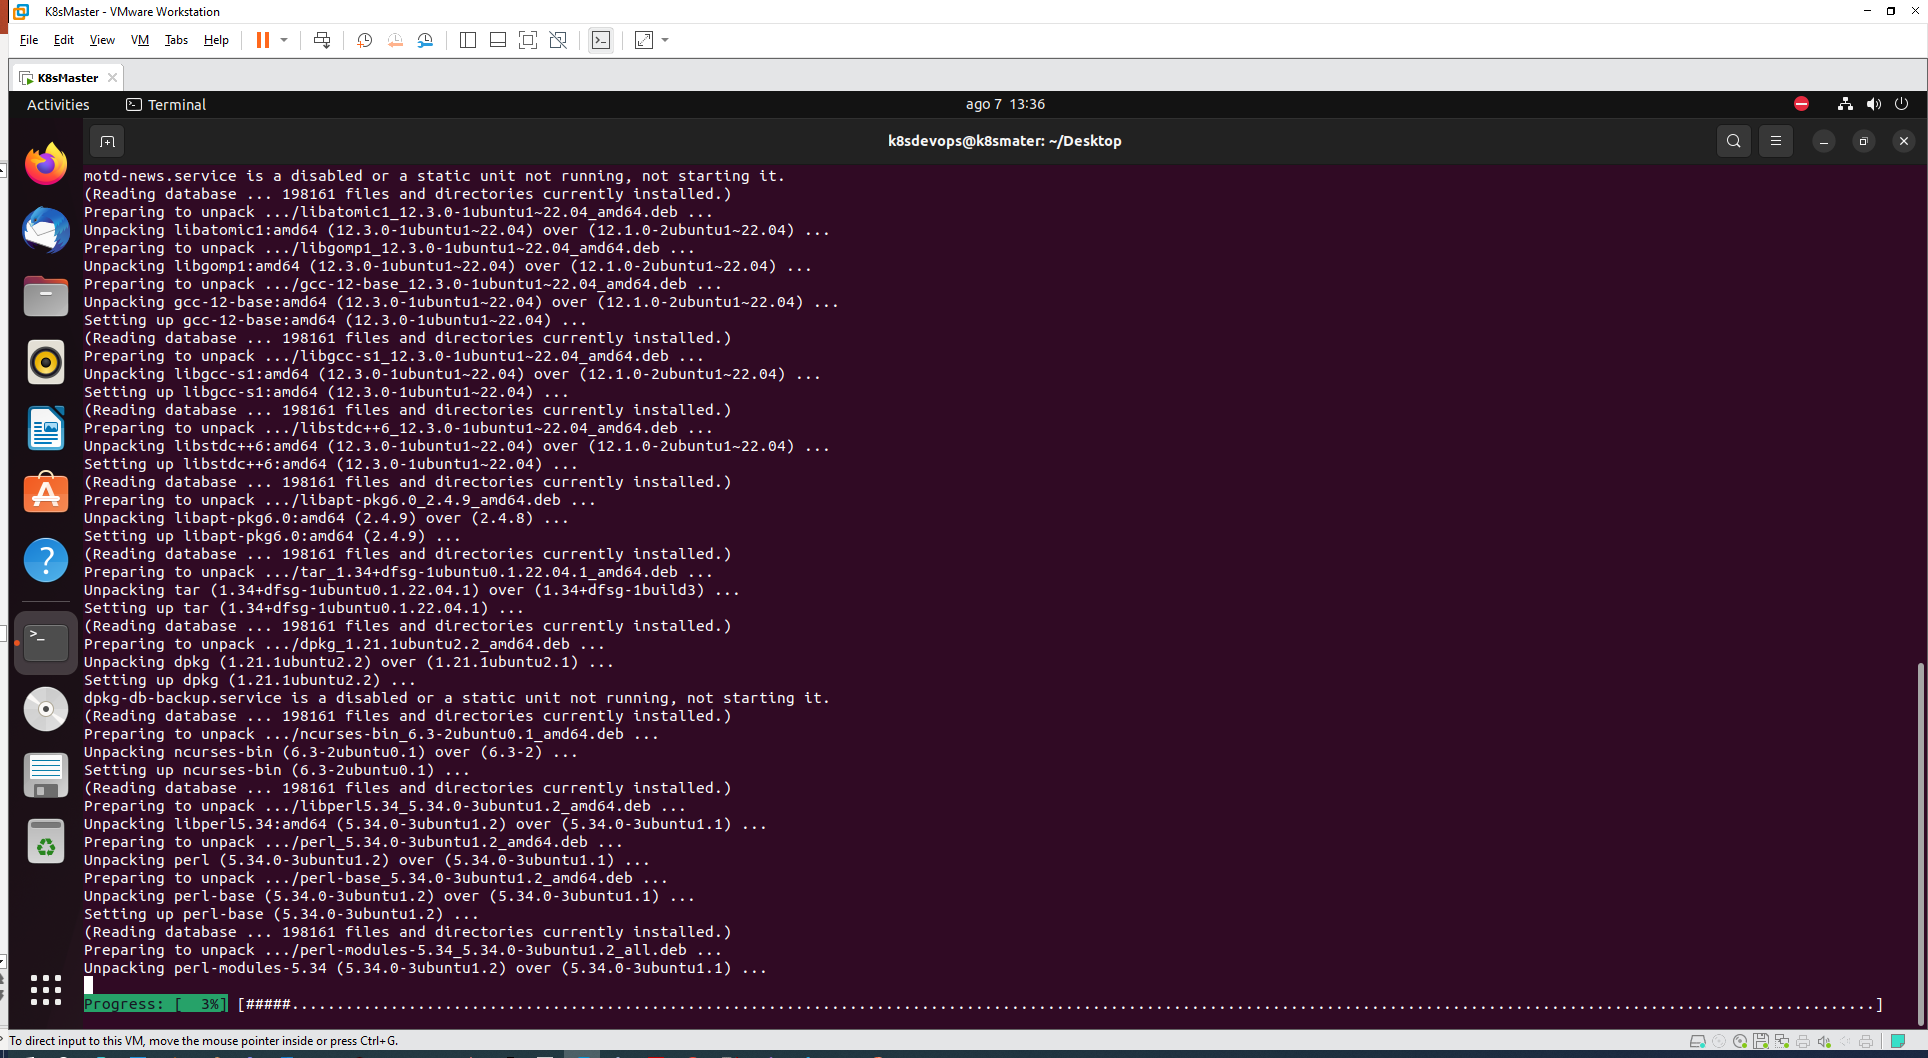 K8sMaster - VMware Workstation
File Edit View VM Tabs Help
K8sMaster
Activities Terminal ago 7 13:36
k8sdevops@k8smater: ~/Desktop
motd-news.service is a disabled or a static unit not running, not starting it.
(Reading database ... 198161 files and directories currently installed.)
Preparing to unpack .../libatomic1_12.3.0-1ubuntu1~22.04_amd64.deb ...
Unpacking libatomic1:amd64 (12.3.0-1ubuntu1~22.04) over (12.1.0-2ubuntu1~22.04) ...
Preparing to unpack .../libgomp1_12.3.0-1ubuntu1~22.04_amd64.deb ...
Unpacking libgomp1:amd64 (12.3.0-1ubuntu1~22.04) over (12.1.0-2ubuntu1~22.04) ...
Preparing to unpack .../gcc-12-base_12.3.0-1ubuntu1~22.04_amd64.deb ...
Unpacking gcc-12-base:amd64 (12.3.0-1ubuntu1~22.04) over (12.1.0-2ubuntu1~22.04) ...
Setting up gcc-12-base:amd64 (12.3.0-1ubuntu1~22.04) ...
(Reading database ... 198161 files and directories currently installed.)
Preparing to unpack .../libgcc-s1_12.3.0-1ubuntu1~22.04_amd64.deb ...
Unpacking libgcc-s1:amd64 (12.3.0-1ubuntu1~22.04) over (12.1.0-2ubuntu1~22.04) ...
Setting up libgcc-s1:amd64 (12.3.0-1ubuntu1~22.04) ...
(Reading database ... 198161 files and directories currently installed.)
Preparing to unpack .../libstdc++6_12.3.0-1ubuntu1~22.04_amd64.deb ...
Unpacking libstdc++6:amd64 (12.3.0-1ubuntu1~22.04) over (12.1.0-2ubuntu1~22.04) ...
Setting up libstdc++6:amd64 (12.3.0-1ubuntu1~22.04) ...
(Reading database ... 198161 files and directories currently installed.)
Preparing to unpack .../libapt-pkg6.0_2.4.9_amd64.deb ...
Unpacking libapt-pkg6.0:amd64 (2.4.9) over (2.4.8) ...
Setting up libapt-pkg6.0:amd64 (2.4.9) ...
(Reading database ... 198161 files and directories currently installed.)
Preparing to unpack .../tar_1.34+dfsg-1ubuntu0.1.22.04.1_amd64.deb ...
Unpacking tar (1.34+dfsg-1ubuntu0.1.22.04.1) over (1.34+dfsg-1build3) ...
Setting up tar (1.34+dfsg-1ubuntu0.1.22.04.1) ...
(Reading database ... 198161 files and directories currently installed.)
Preparing to unpack .../dpkg_1.21.1ubuntu2.2_amd64.deb ...
Unpacking dpkg (1.21.1ubuntu2.2) over (1.21.1ubuntu2.1) ...
Setting up dpkg (1.21.1ubuntu2.2) ...
dpkg-db-backup.service is a disabled or a static unit not running, not starting it.
(Reading database ... 198161 files and directories currently installed.)
Preparing to unpack .../ncurses-bin_6.3-2ubuntu0.1_amd64.deb ...
Unpacking ncurses-bin (6.3-2ubuntu0.1) over (6.3-2) ...
Setting up ncurses-bin (6.3-2ubuntu0.1) ...
(Reading database ... 198161 files and directories currently installed.)
Preparing to unpack .../libperl5.34_5.34.0-3ubuntu1.2_amd64.deb ...
Unpacking libperl5.34:amd64 (5.34.0-3ubuntu1.2) over (5.34.0-3ubuntu1.1) ...
Preparing to unpack .../perl_5.34.0-3ubuntu1.2_amd64.deb ...
Unpacking perl (5.34.0-3ubuntu1.2) over (5.34.0-3ubuntu1.1) ...
Preparing to unpack .../perl-base_5.34.0-3ubuntu1.2_amd64.deb ...
Unpacking perl-base (5.34.0-3ubuntu1.2) over (5.34.0-3ubuntu1.1) ...
Setting up perl-base (5.34.0-3ubuntu1.2) ...
(Reading database ... 198161 files and directories currently installed.)
Preparing to unpack .../perl-modules-5.34_5.34.0-3ubuntu1.2_all.deb ...
Unpacking perl-modules-5.34 (5.34.0-3ubuntu1.2) over (5.34.0-3ubuntu1.1) ...
Progress: [  3%] [#####................................................................................................................................................................................]
To direct input to this VM, move the mouse pointer inside or press Ctrl+G.